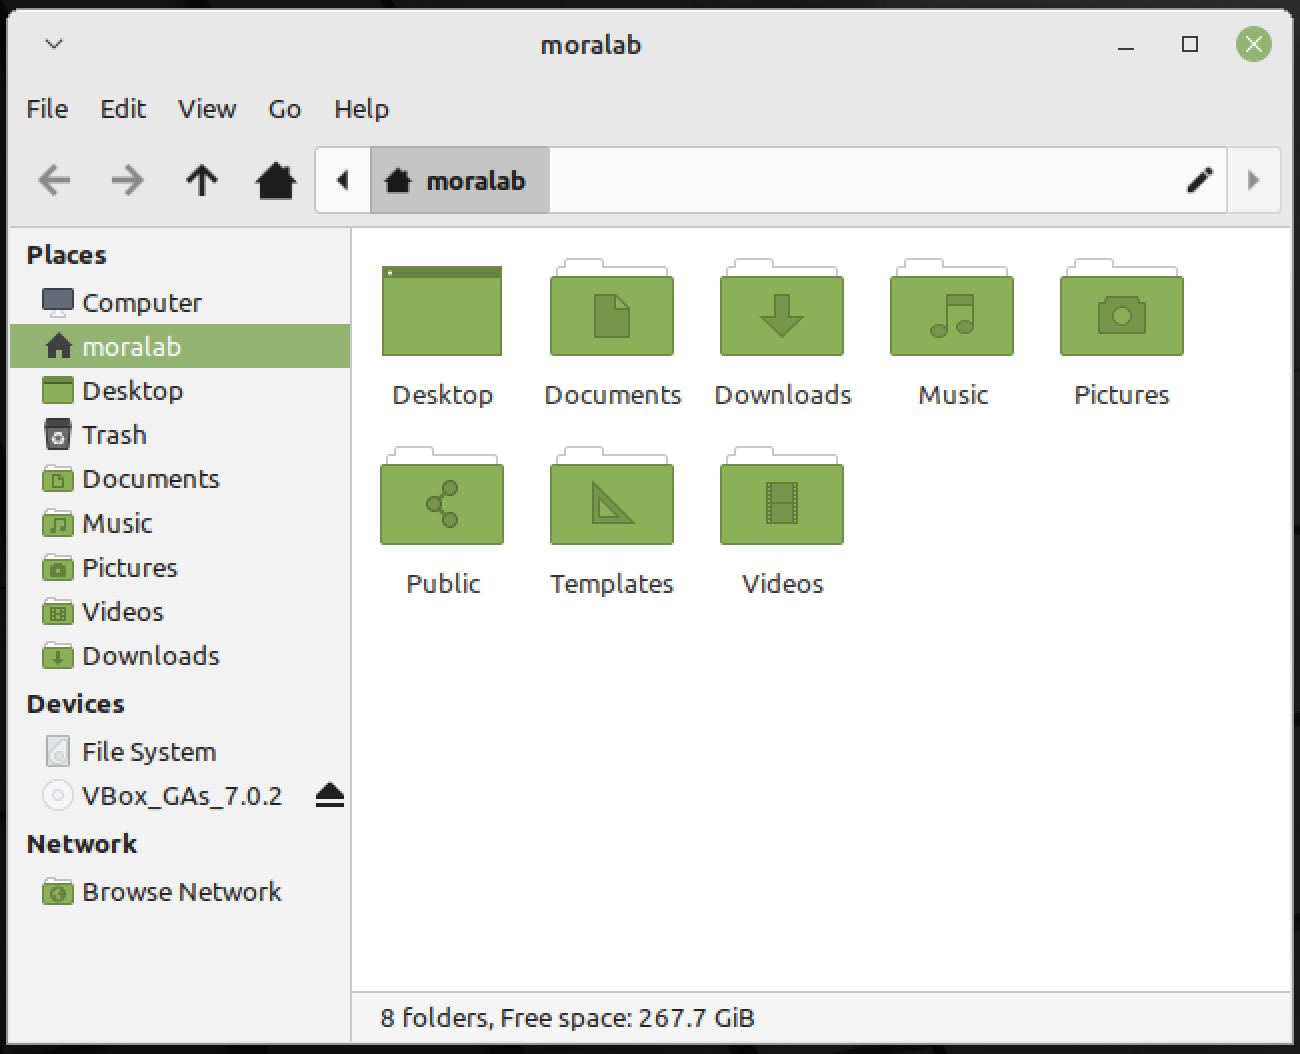 moralab
File Edit View Go Help
moralab
Places
Computer
moralab
Desktop
Trash
Documents
Music
Pictures
Videos
Downloads
Devices
File System
VBox_GAs_7.0.2
Network
Browse Network
Desktop Documents Downloads Music Pictures
Public Templates Videos
8 folders, Free space: 267.7 GiB